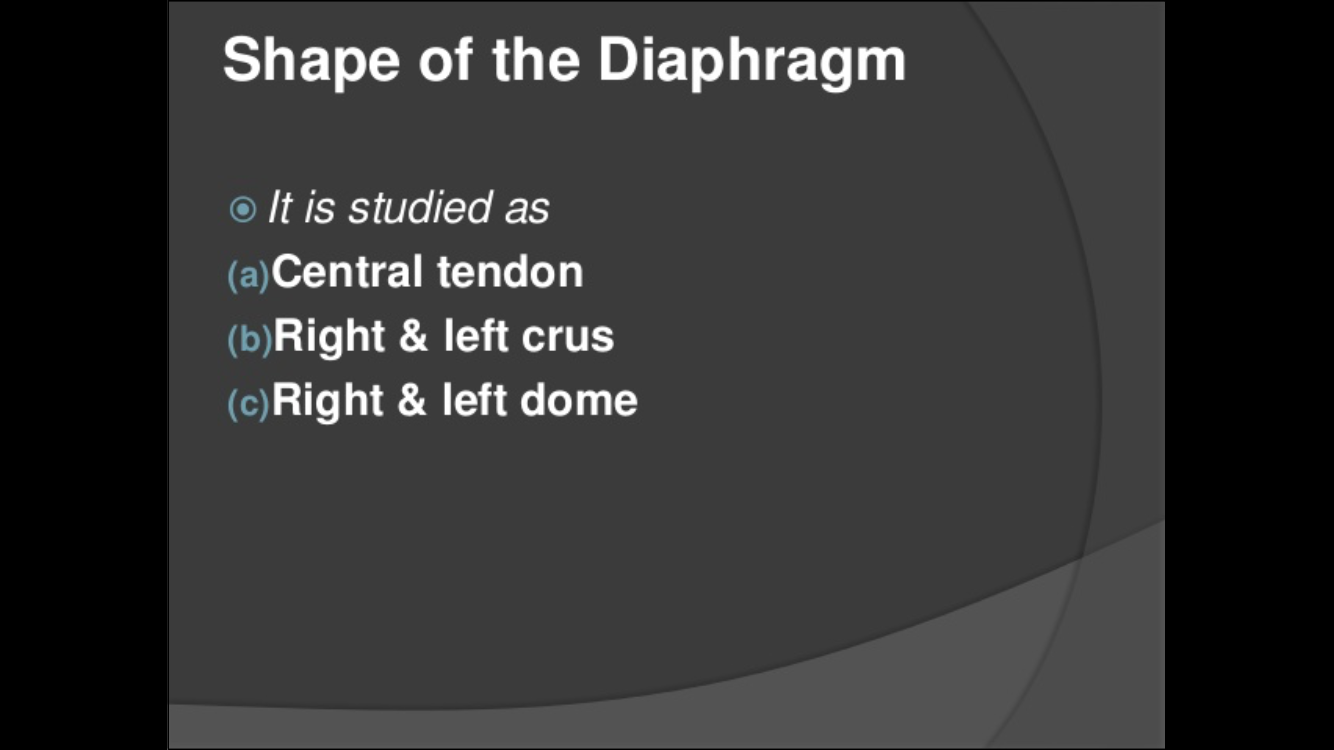 Shape of the Diaphragm
It is studied as
(a)Central tendon
(b)Right & left crus
(c)Right & left dome